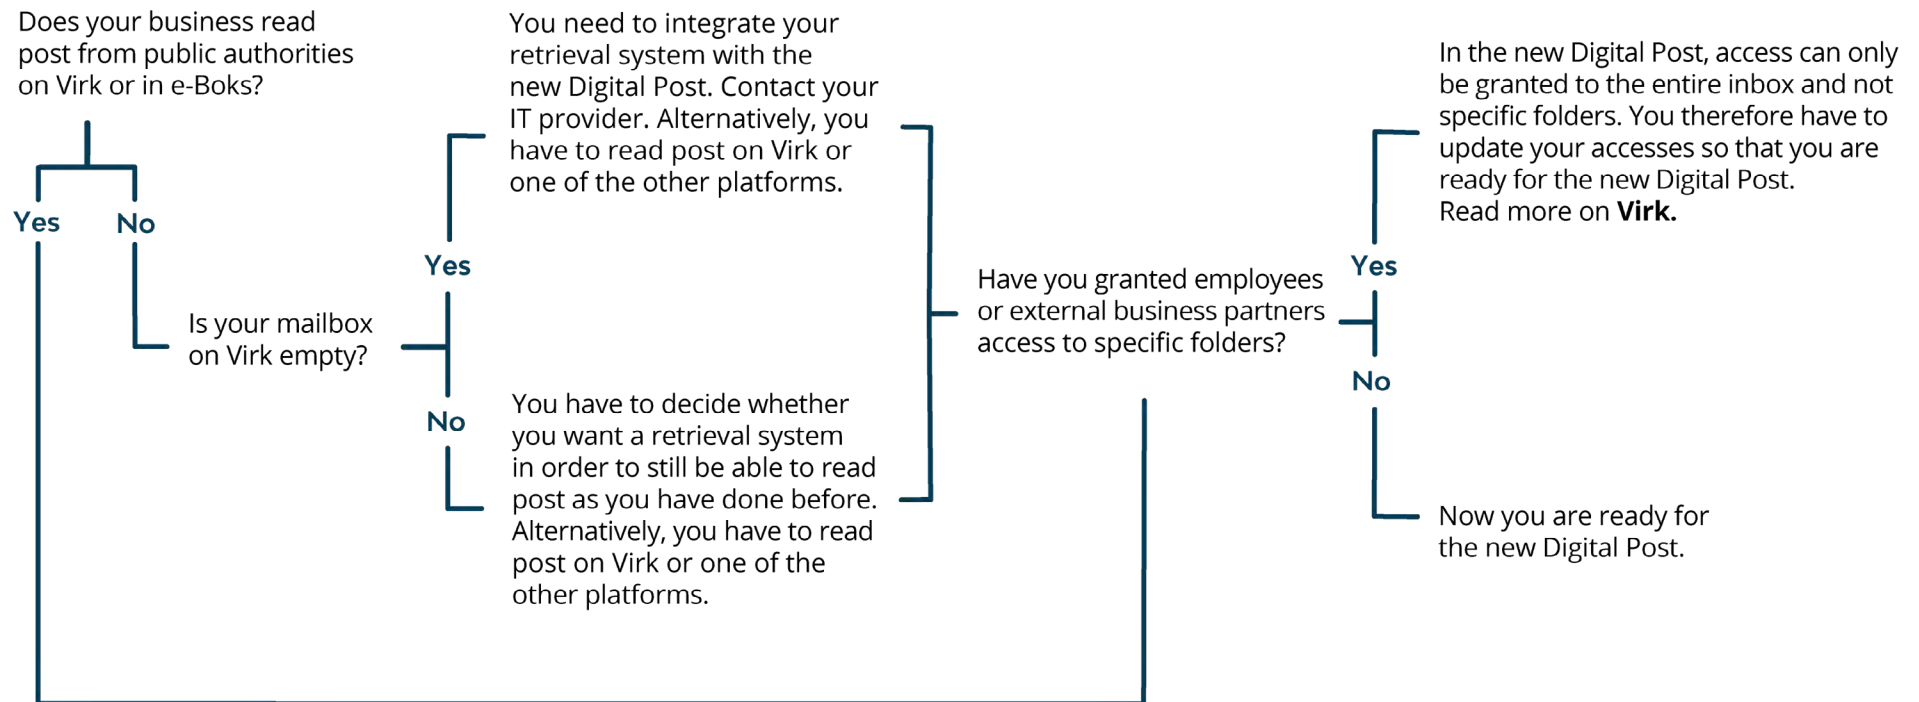 Does your business read
post from public authorities
on Virk or in e-Boks?
Yes
No
Is your mailbox
on Virk empty?
Yes
No
You need to integrate your
retrieval system with the
new Digital Post. Contact your
IT provider. Alternatively, you
have to read post on Virk or
one of the other platforms.
You have to decide whether
you want a retrieval system
in order to still be able to read
post as you have done before.
Alternatively, you have to read
post on Virk or one of the
other platforms.
Have you granted employees
or external business partners
access to specific folders?
Yes
No
In the new Digital Post, access can only
be granted to the entire inbox and not
specific folders. You therefore have to
update your accesses so that you are
ready for the new Digital Post.
Read more on Virk.
Now you are ready for
the new Digital Post.